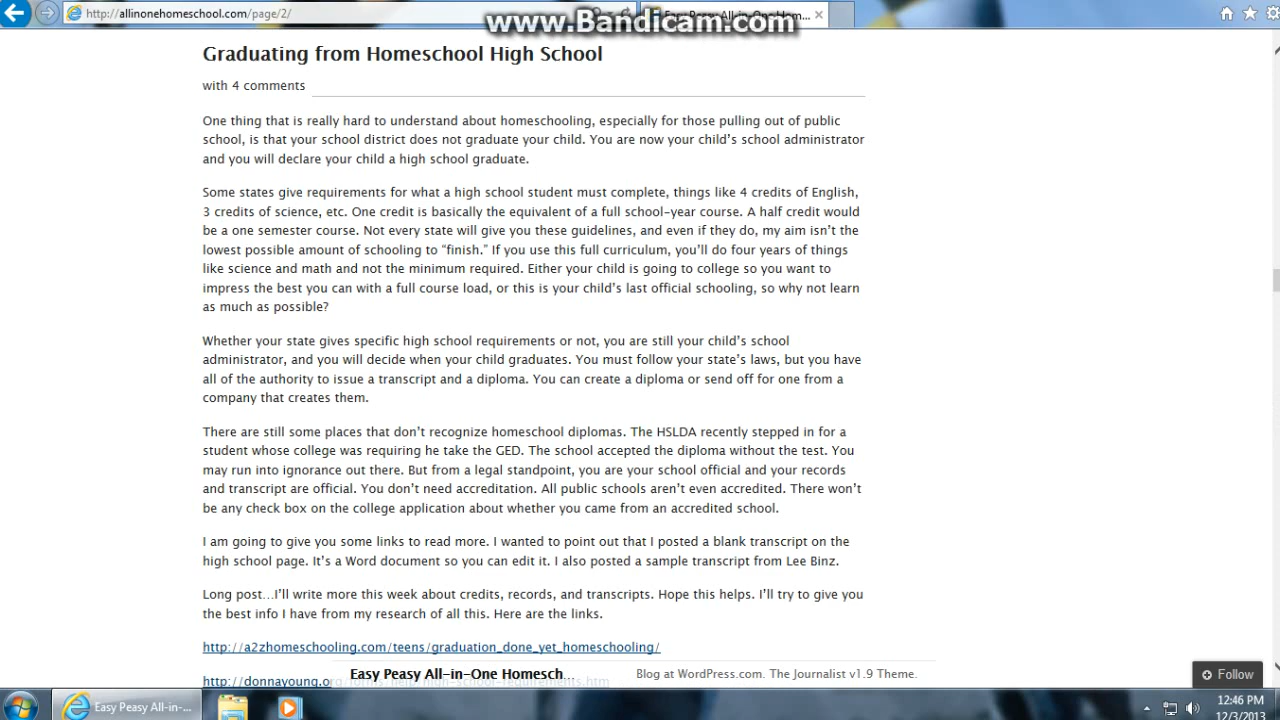 http://allinonehomeschool.com/page/2/
www.Bandicam.com
Easy Peasy All-in-One Hom...
Graduating from Homeschool High School
with 4 comments
One thing that is really hard to understand about homeschooling, especially for those pulling out of public
school, is that your school district does not graduate your child. You are now your child’s school administrator
and you will declare your child a high school graduate.
Some states give requirements for what a high school student must complete, things like 4 credits of English,
3 credits of science, etc. One credit is basically the equivalent of a full school-year course. A half credit would
be a one semester course. Not every state will give you these guidelines, and even if they do, my aim isn’t the
lowest possible amount of schooling to “finish.” If you use this full curriculum, you’ll do four years of things
like science and math and not the minimum required. Either your child is going to college so you want to
impress the best you can with a full course load, or this is your child’s last official schooling, so why not learn
as much as possible?
Whether your state gives specific high school requirements or not, you are still your child’s school
administrator, and you will decide when your child graduates. You must follow your state’s laws, but you have
all of the authority to issue a transcript and a diploma. You can create a diploma or send off for one from a
company that creates them.
There are still some places that don’t recognize homeschool diplomas. The HSLDA recently stepped in for a
student whose college was requiring he take the GED. The school accepted the diploma without the test. You
may run into ignorance out there. But from a legal standpoint, you are your school official and your records
and transcript are official. You don’t need accreditation. All public schools aren’t even accredited. There won’t
be any check box on the college application about whether you came from an accredited school.
I am going to give you some links to read more. I wanted to point out that I posted a blank transcript on the
high school page. It’s a Word document so you can edit it. I also posted a sample transcript from Lee Binz.
Long post...I’ll write more this week about credits, records, and transcripts. Hope this helps. I’ll try to give you
the best info I have from my research of all this. Here are the links.
http://a2zhomeschooling.com/teens/graduation_done_yet_homeschooling/
Easy Peasy All-in-One Homesch... Blog at WordPress.com. The Journalist v1.9 Theme.
Follow
http://donnayoung.org/forms/help/high-school-requirements.htm
Easy Peasy All-in-...
12:46 PM
12/3/2013